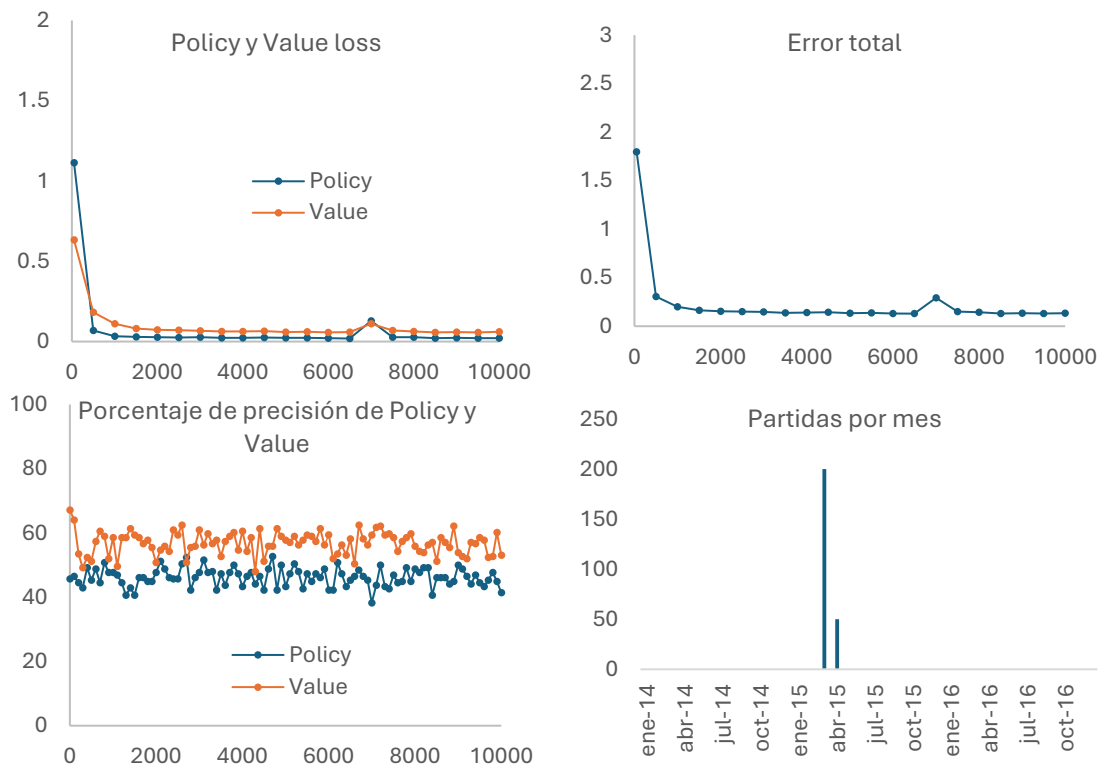 Policy y Value loss
2
1.5
1
0.5
0
Policy
Value
0 2000 4000 6000 8000 10000
Error total
3
2.5
2
1.5
1
0.5
0
0 2000 4000 6000 8000 10000
Porcentaje de precisión de Policy y
Value
100
80
60
40
20
0
Policy
Value
0 2000 4000 6000 8000 10000
Partidas por mes
250
200
150
100
50
0
ene-14 abr-14 jul-14 oct-14 ene-15 abr-15 jul-15 oct-15 ene-16 abr-16 jul-16 oct-16